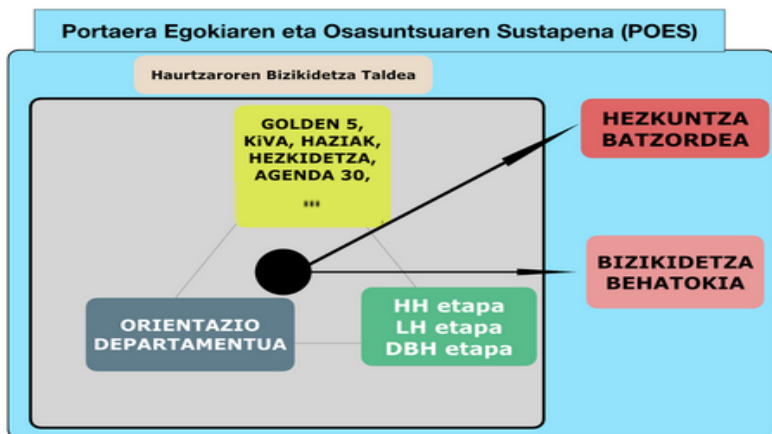 Portaera Egokiaren eta Osasuntsuaren Sustapena (POES)
Haurtzaroren Bizikidetza Taldea
GOLDEN 5,
KiVA, HAZIAK,
HEZKIDETZA,
AGENDA 30,
...
HEZKUNTZA
BATZORDEA
BIZIKIDETZA
BEHATOKIA
ORIENTAZIO
DEPARTAMENTUA
HH etapa
LH etapa
DBH etapa